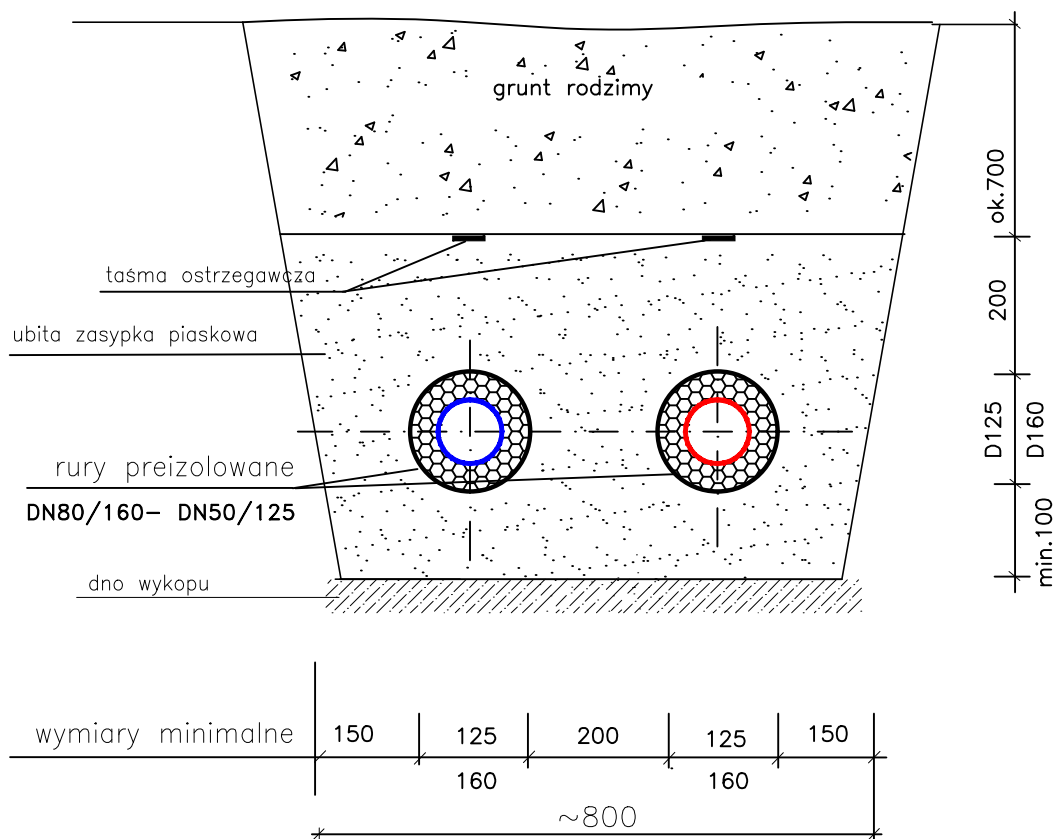 grunt rodzimy
ok.700
taśma ostrzegawcza
200
ubita zasypka piaskowa
D125
D160
rury preizolowane
DN80/160– DN50/125
min.100
dno wykopu
wymiary minimalne
150
125
200
125
150
160
160
~800